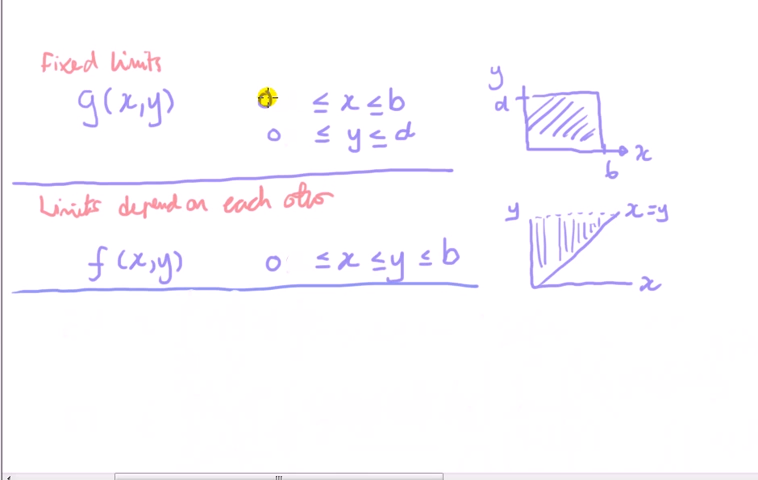 Fixed Limits
g(x,y) 0 ≤ x ≤ b
0 ≤ y ≤ d
y
d
x
b
Limits depend on each other
f(x,y) 0 ≤ x ≤ y ≤ b
y
x=y
x